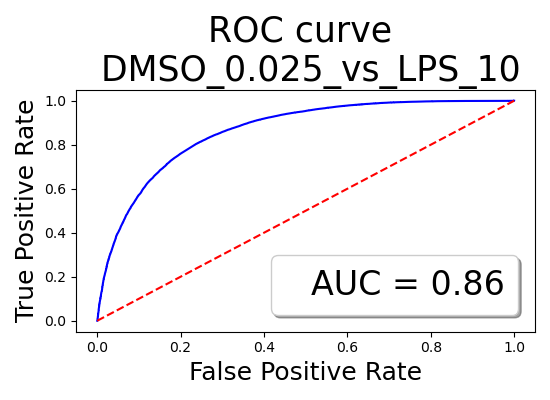 ROC curve
DMSO_0.025_vs_LPS_10
True Positive Rate
1.0
0.8
0.6
0.4
0.2
0.0
AUC = 0.86
0.0 0.2 0.4 0.6 0.8 1.0
False Positive Rate